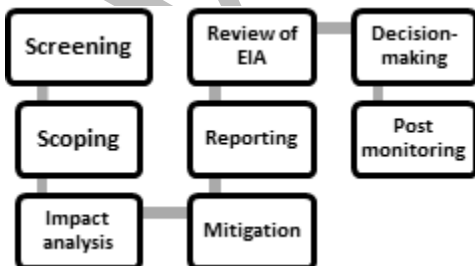 Screening
Scoping
Impact
analysis
Mitigation
Reporting
Review of
EIA
Decision-
making
Post
monitoring